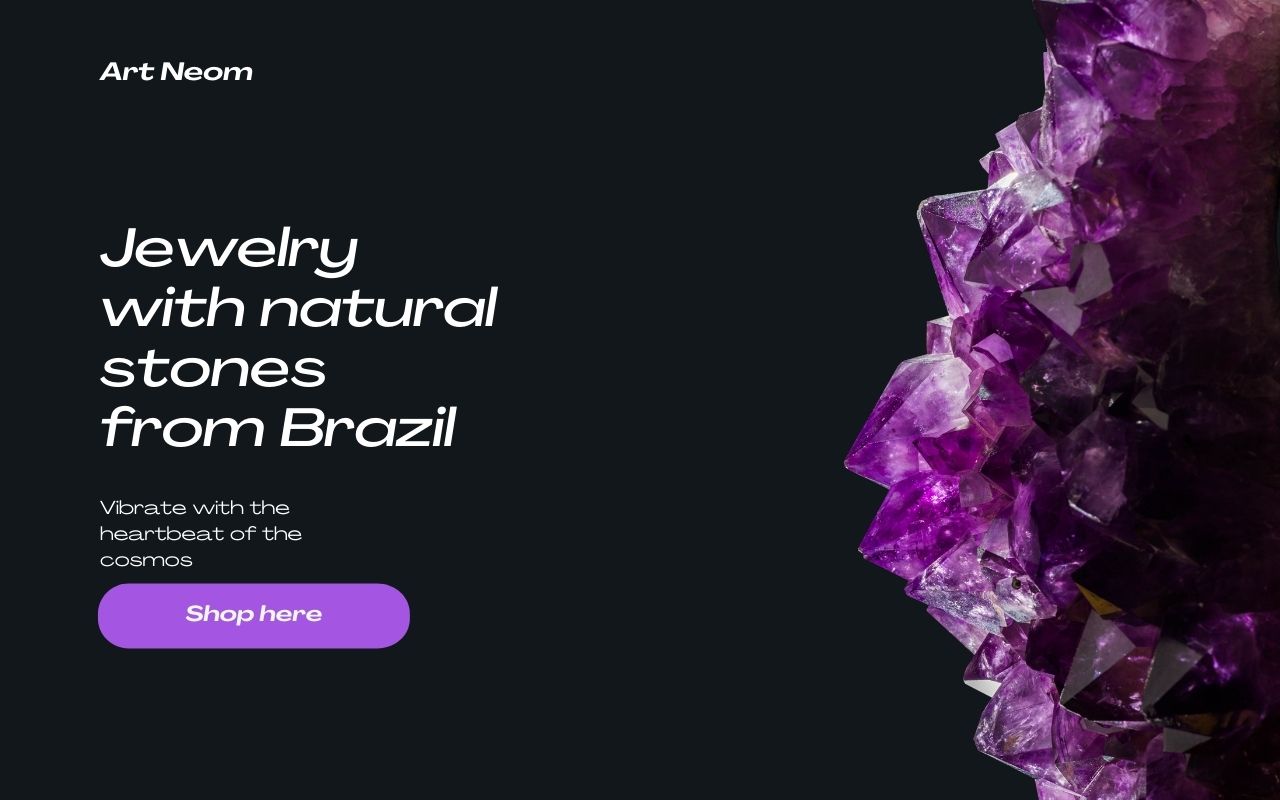 Art Neom
Jewelry
with natural
stones
from Brazil
Vibrate with the
heartbeat of the
cosmos
Shop here